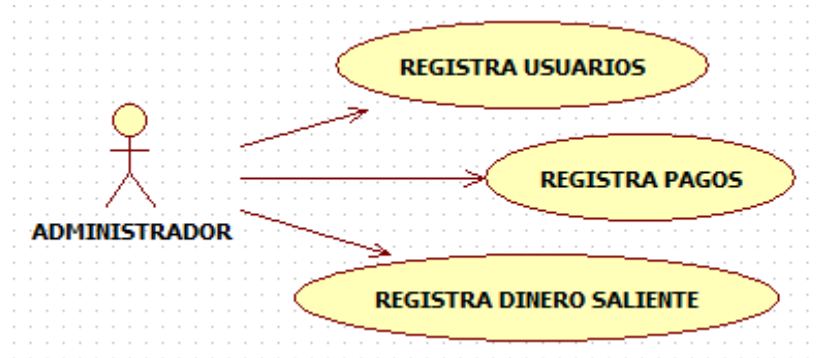 REGISTRA USUARIOS
REGISTRA PAGOS
ADMINISTRADOR
REGISTRA DINERO SALIENTE